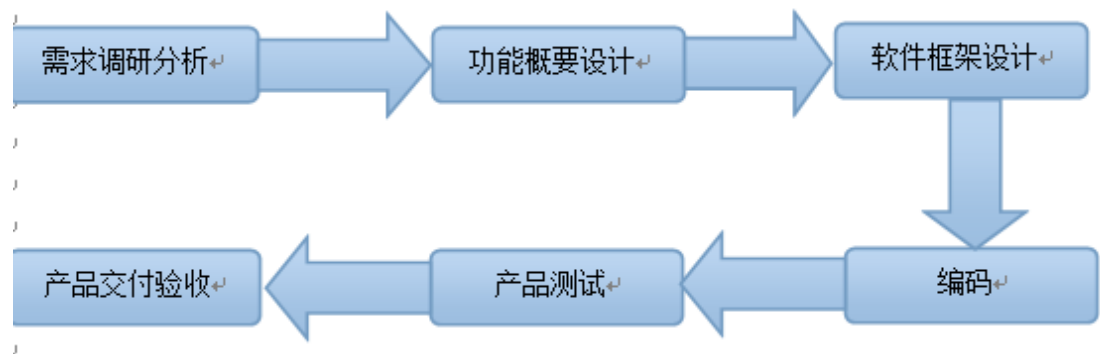 需求调研分析
功能概要设计
软件框架设计
编码
产品测试
产品交付验收